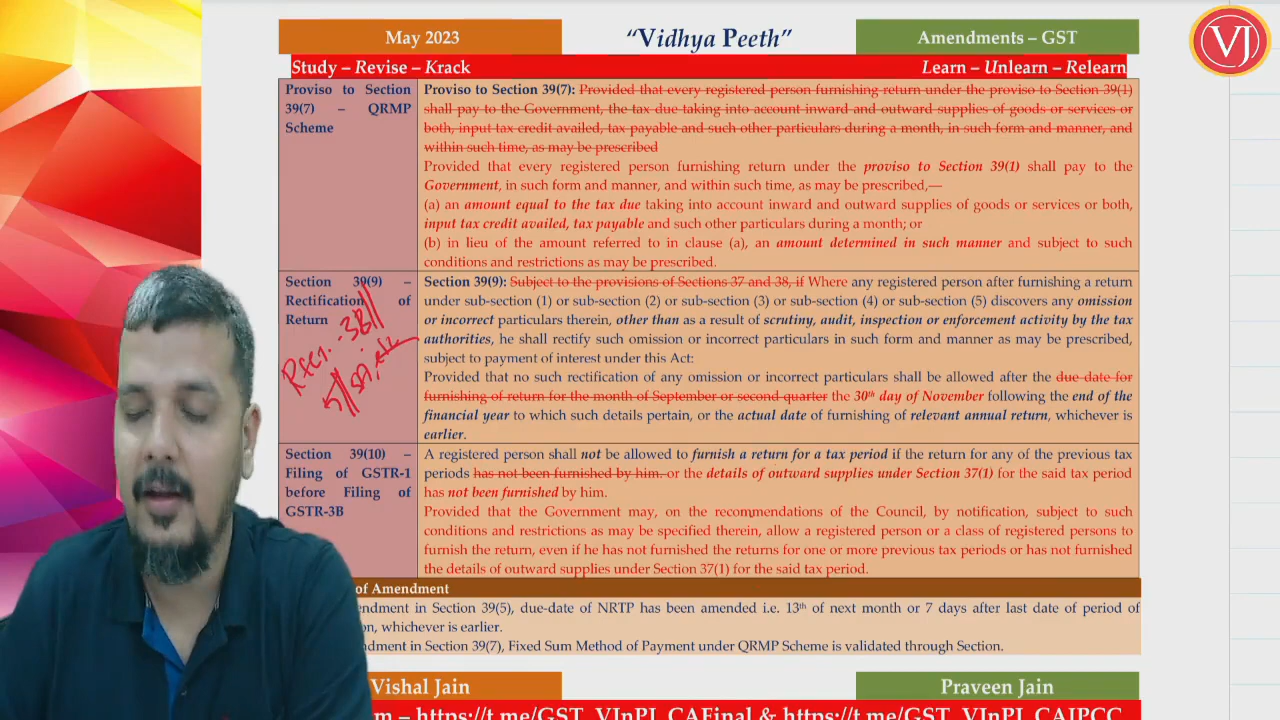 May 2023
“Vidhya Peeth”
Amendments – GST
VJ
Study – Revise – Krack
Learn – Unlearn – Relearn
Proviso to Section
39(7) – QRMP
Scheme
Proviso to Section 39(7): Provided that every registered person furnishing return under the proviso to Section 39(1)
shall pay to the Government, the tax due taking into account inward and outward supplies of goods or services or
both, input tax credit availed, tax payable and such other particulars during a month, in such form and manner, and
within such time, as may be prescribed
Provided that every registered person furnishing return under the proviso to Section 39(1) shall pay to the
Government, in such form and manner, and within such time, as may be prescribed,—
(a) an amount equal to the tax due taking into account inward and outward supplies of goods or services or both,
input tax credit availed, tax payable and such other particulars during a month; or
(b) in lieu of the amount referred to in clause (a), an amount determined in such manner and subject to such
conditions and restrictions as may be prescribed.
Section 39(9) –
Rectification of
Return
Section 39(9): Subject to the provisions of Sections 37 and 38, if Where any registered person after furnishing a return
under sub-section (1) or sub-section (2) or sub-section (3) or sub-section (4) or sub-section (5) discovers any omission
or incorrect particulars therein, other than as a result of scrutiny, audit, inspection or enforcement activity by the tax
authorities, he shall rectify such omission or incorrect particulars in such form and manner as may be prescribed,
subject to payment of interest under this Act:
Provided that no such rectification of any omission or incorrect particulars shall be allowed after the due date for
furnishing of return for the month of September or second quarter the 30th day of November following the end of the
financial year to which such details pertain, or the actual date of furnishing of relevant annual return, whichever is
earlier.
3B
Section 39(10) –
Filing of GSTR-1
before Filing of
GSTR-3B
A registered person shall not be allowed to furnish a return for a tax period if the return for any of the previous tax
periods has not been furnished by him. or the details of outward supplies under Section 37(1) for the said tax period
has not been furnished by him.
Provided that the Government may, on the recommendations of the Council, by notification, subject to such
conditions and restrictions as may be specified therein, allow a registered person or a class of registered persons to
furnish the return, even if he has not furnished the returns for one or more previous tax periods or has not furnished
the details of outward supplies under Section 37(1) for the said tax period.
of Amendment
endment in Section 39(5), due-date of NRTP has been amended i.e. 13th of next month or 7 days after last date of period of
on, whichever is earlier.
ndment in Section 39(7), Fixed Sum Method of Payment under QRMP Scheme is validated through Section.
Vishal Jain
Praveen Jain
m – https://t.me/GST_VJnPJ_CAFinal & https://t.me/GST_VJnPJ_CAIPCC